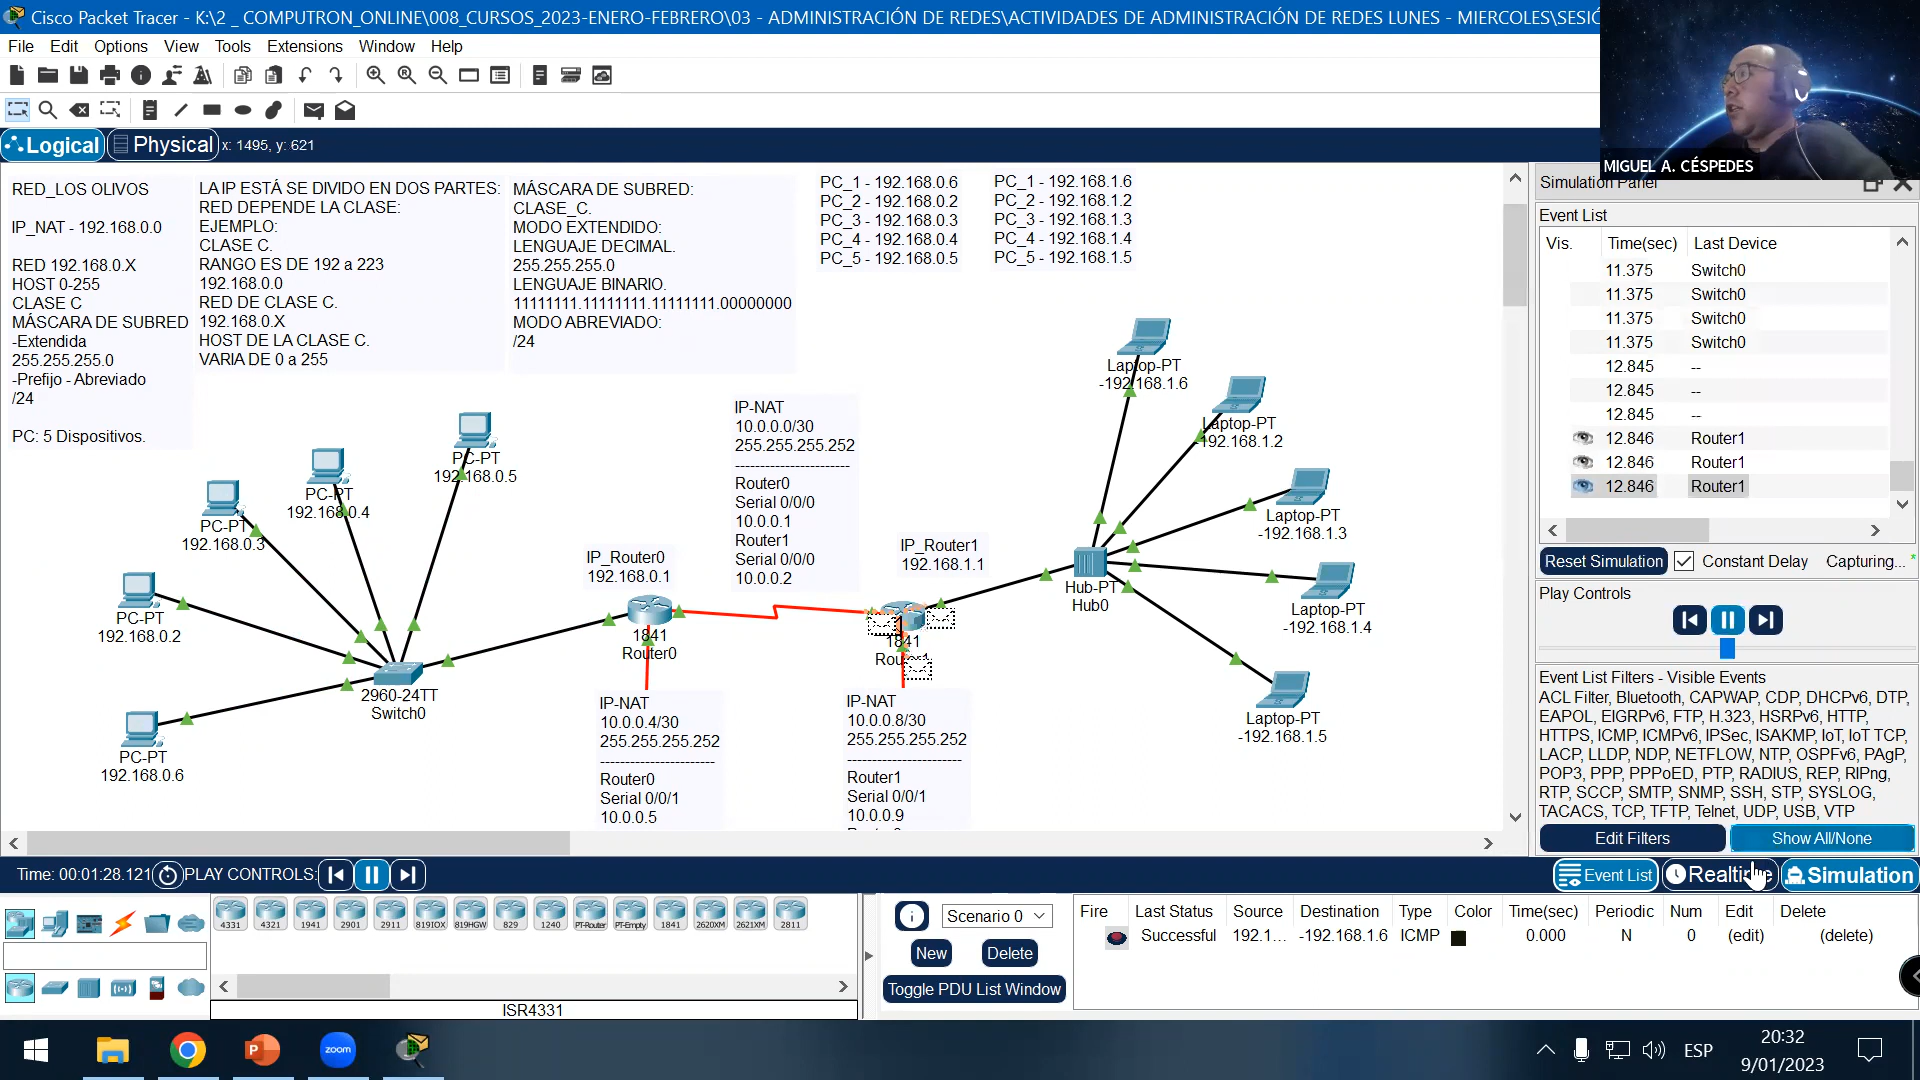 Cisco Packet Tracer - K:\2 _ COMPUTRON_ONLINE\008_CURSOS_2023-ENERO-FEBRERO\03 - ADMINISTRACIÓN DE REDES\ACTIVIDADES DE ADMINISTRACIÓN DE REDES LUNES - MIERCOLES\SESIÓ
File Edit Options View Tools Extensions Window Help
MIGUEL A. CÉSPEDES
Logical Physical x: 1495, y: 621
RED_LOS OLIVOS
IP_NAT - 192.168.0.0
RED 192.168.0.X
HOST 0-255
CLASE C
MÁSCARA DE SUBRED
-Extendida
255.255.255.0
-Prefijo - Abreviado
/24
PC: 5 Dispositivos.
LA IP ESTÁ SE DIVIDO EN DOS PARTES:
RED DEPENDE LA CLASE:
EJEMPLO:
CLASE C.
RANGO ES DE 192 a 223
192.168.0.0
RED DE CLASE C.
192.168.0.X
HOST DE LA CLASE C.
VARIA DE 0 a 255
MÁSCARA DE SUBRED:
CLASE_C.
MODO EXTENDIDO:
LENGUAJE DECIMAL.
255.255.255.0
LENGUAJE BINARIO.
11111111.11111111.11111111.00000000
MODO ABREVIADO:
/24
PC_1 - 192.168.0.6
PC_2 - 192.168.0.2
PC_3 - 192.168.0.3
PC_4 - 192.168.0.4
PC_5 - 192.168.0.5
PC_1 - 192.168.1.6
PC_2 - 192.168.1.2
PC_3 - 192.168.1.3
PC_4 - 192.168.1.4
PC_5 - 192.168.1.5
PC-PT
192.168.0.5
PC-PT
192.168.0.4
PC-PT
192.168.0.3
PC-PT
192.168.0.2
PC-PT
192.168.0.6
2960-24TT
Switch0
IP_Router0
192.168.0.1
1841
Router0
IP-NAT
10.0.0.0/30
255.255.255.252
-----------------------
Router0
Serial 0/0/0
10.0.0.1
Router1
Serial 0/0/0
10.0.0.2
IP_Router1
192.168.1.1
1841
IP-NAT
10.0.0.4/30
255.255.255.252
-----------------------
Router0
Serial 0/0/1
10.0.0.5
IP-NAT
10.0.0.8/30
255.255.255.252
-----------------------
Router1
Serial 0/0/1
10.0.0.9
Hub-PT
Hub0
Laptop-PT
-192.168.1.6
Laptop-PT
-192.168.1.2
Laptop-PT
-192.168.1.3
Laptop-PT
-192.168.1.4
Laptop-PT
-192.168.1.5
Simulation Panel
Event List
Vis. Time(sec) Last Device
11.375 Switch0
11.375 Switch0
11.375 Switch0
11.375 Switch0
12.845 --
12.845 --
12.845 --
12.846 Router1
12.846 Router1
12.846 Router1
Reset Simulation Constant Delay Capturing... *
Play Controls
Event List Filters - Visible Events
ACL Filter, Bluetooth, CAPWAP, CDP, DHCPv6, DTP,
EAPOL, EIGRPv6, FTP, H.323, HSRPv6, HTTP,
HTTPS, ICMP, ICMPv6, IPSec, ISAKMP, IoT, IoT TCP,
LACP, LLDP, NDP, NETFLOW, NTP, OSPFv6, PAgP,
POP3, PPP, PPPoED, PTP, RADIUS, REP, RIPng,
RTP, SCCP, SMTP, SNMP, SSH, STP, SYSLOG,
TACACS, TCP, TFTP, Telnet, UDP, USB, VTP
Edit Filters Show All/None
Time: 00:01:28.121 PLAY CONTROLS:
Event List Realtime Simulation
4331 4321 1941 2901 2911 819IOX 819HGW 829 1240 PT-Router PT-Empty 1841 2620XM 2621XM 2811
ISR4331
Scenario 0
New Delete
Toggle PDU List Window
Fire Last Status Source Destination Type Color Time(sec) Periodic Num Edit Delete
Successful 192.1... -192.168.1.6 ICMP 0.000 N 0 (edit) (delete)
zoom
ESP
20:32
9/01/2023